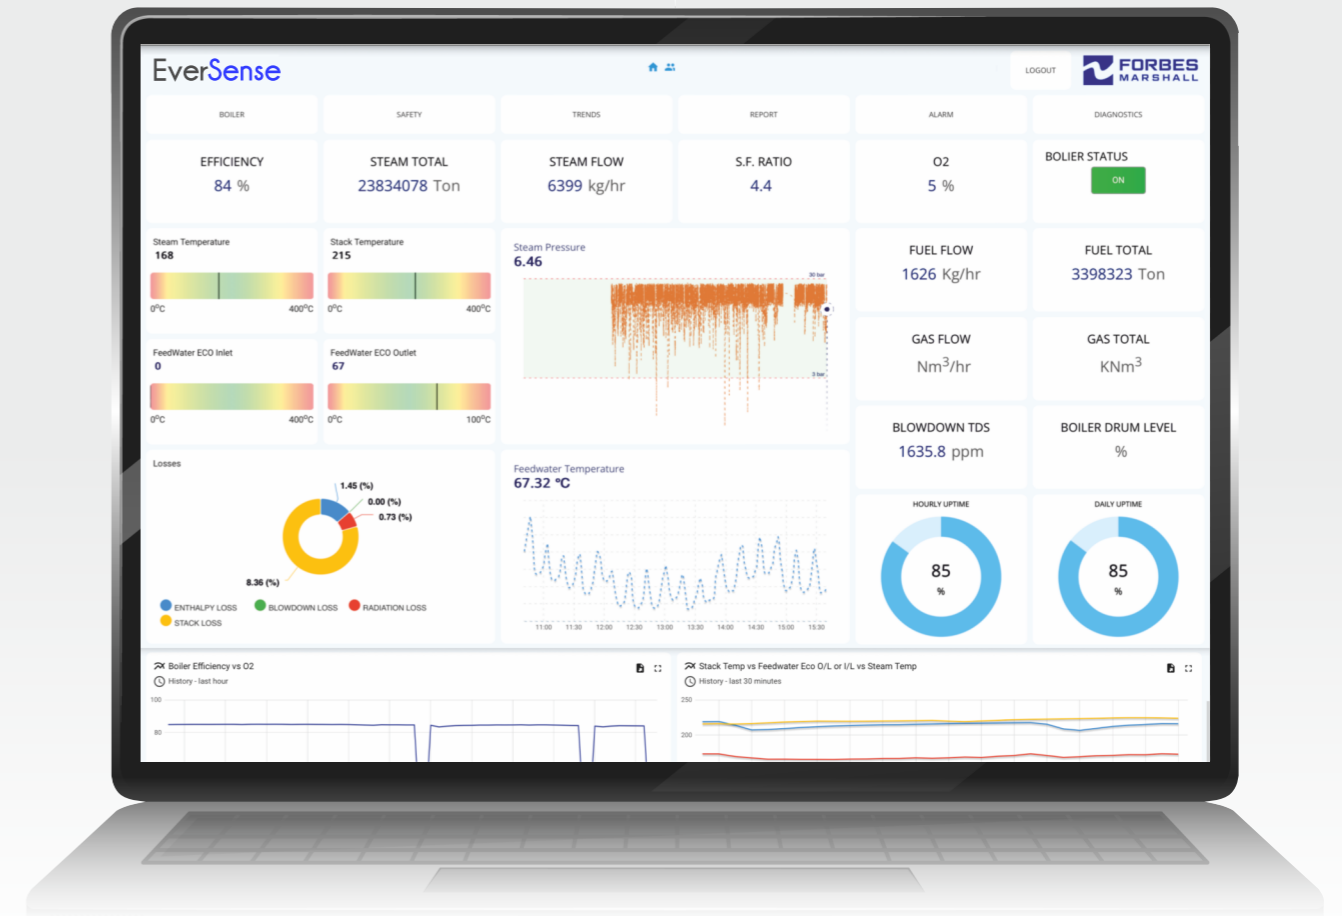 EverSense
LOGOUT
FORBES
MARSHALL
BOILER
SAFETY
TRENDS
REPORT
ALARM
DIAGNOSTICS
EFFICIENCY
84 %
STEAM TOTAL
23834078 Ton
STEAM FLOW
6399 kg/hr
S.F. RATIO
4.4
O2
5 %
BOLIER STATUS
ON
Steam Temperature
168
0°C 400°C
Stack Temperature
215
0°C 400°C
Steam Pressure
6.46
30 bar
3 bar
FUEL FLOW
1626 Kg/hr
FUEL TOTAL
3398323 Ton
FeedWater ECO Inlet
0
0°C 400°C
FeedWater ECO Outlet
67
0°C 100°C
GAS FLOW
Nm³/hr
GAS TOTAL
KNm³
BLOWDOWN TDS
1635.8 ppm
BOILER DRUM LEVEL
%
Losses
1.45 (%)
0.00 (%)
0.73 (%)
8.36 (%)
ENTHALPY LOSS
BLOWDOWN LOSS
RADIATION LOSS
STACK LOSS
Feedwater Temperature
67.32 °C
11:00 11:30 12:00 12:30 13:00 13:30 14:00 14:30 15:00 15:30
HOURLY UPTIME
85
%
DAILY UPTIME
85
%
Boiler Efficiency vs O2
History - last hour
100
80
Stack Temp vs Feedwater Eco O/L or I/L vs Steam Temp
History - last 30 minutes
250
200